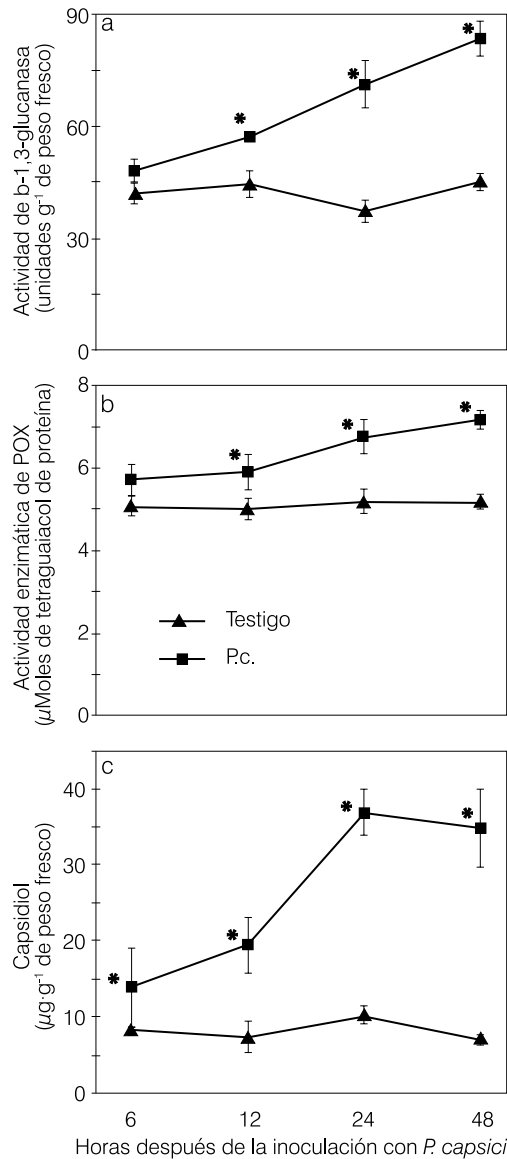 a
Actividad de b-1,3-glucanasa
(unidades g⁻¹ de peso fresco)
90
60
30
0
b
Actividad enzimática de POX
(µMoles de tetraguaiacol de proteína)
8
6
4
2
0
Testigo
P.c.
c
Capsidiol
(µg·g⁻¹ de peso fresco)
40
30
20
10
0
6 12 24 48
Horas después de la inoculación con P. capsici